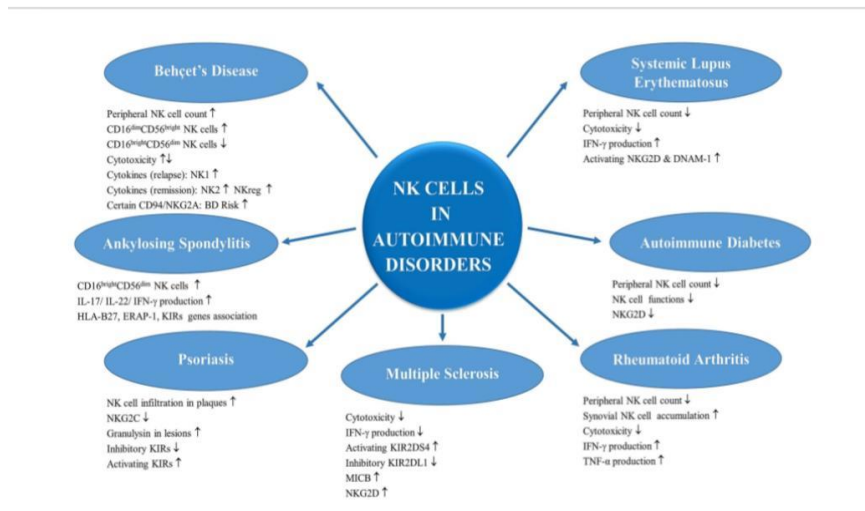 Behçet's Disease
Peripheral NK cell count ↑
CD16dimCD56bright NK cells ↑
CD16brightCD56dim NK cells ↓
Cytotoxicity ↑↓
Cytokines (relapse): NK1 ↑
Cytokines (remission): NK2 ↑ NKreg ↑
Certain CD94/NKG2A: BD Risk ↑
Systemic Lupus
Erythematosus
Peripheral NK cell count ↓
Cytotoxicity ↓
IFN-γ production ↑
Activating NKG2D & DNAM-1 ↑
NK CELLS
IN
AUTOIMMUNE
DISORDERS
Ankylosing Spondylitis
CD16brightCD56dim NK cells ↑
IL-17/ IL-22/ IFN-γ production ↑
HLA-B27, ERAP-1, KIRs genes association
Autoimmune Diabetes
Peripheral NK cell count ↓
NK cell functions ↓
NKG2D ↓
Psoriasis
NK cell infiltration in plaques ↑
NKG2C ↓
Granulysin in lesions ↑
Inhibitory KIRs ↓
Activating KIRs ↑
Multiple Sclerosis
Cytotoxicity ↓
IFN-γ production ↓
Activating KIR2DS4 ↑
Inhibitory KIR2DL1 ↓
MICB ↑
NKG2D ↑
Rheumatoid Arthritis
Peripheral NK cell count ↓
Synovial NK cell accumulation ↑
Cytotoxicity ↓
IFN-γ production ↑
TNF-α production ↑